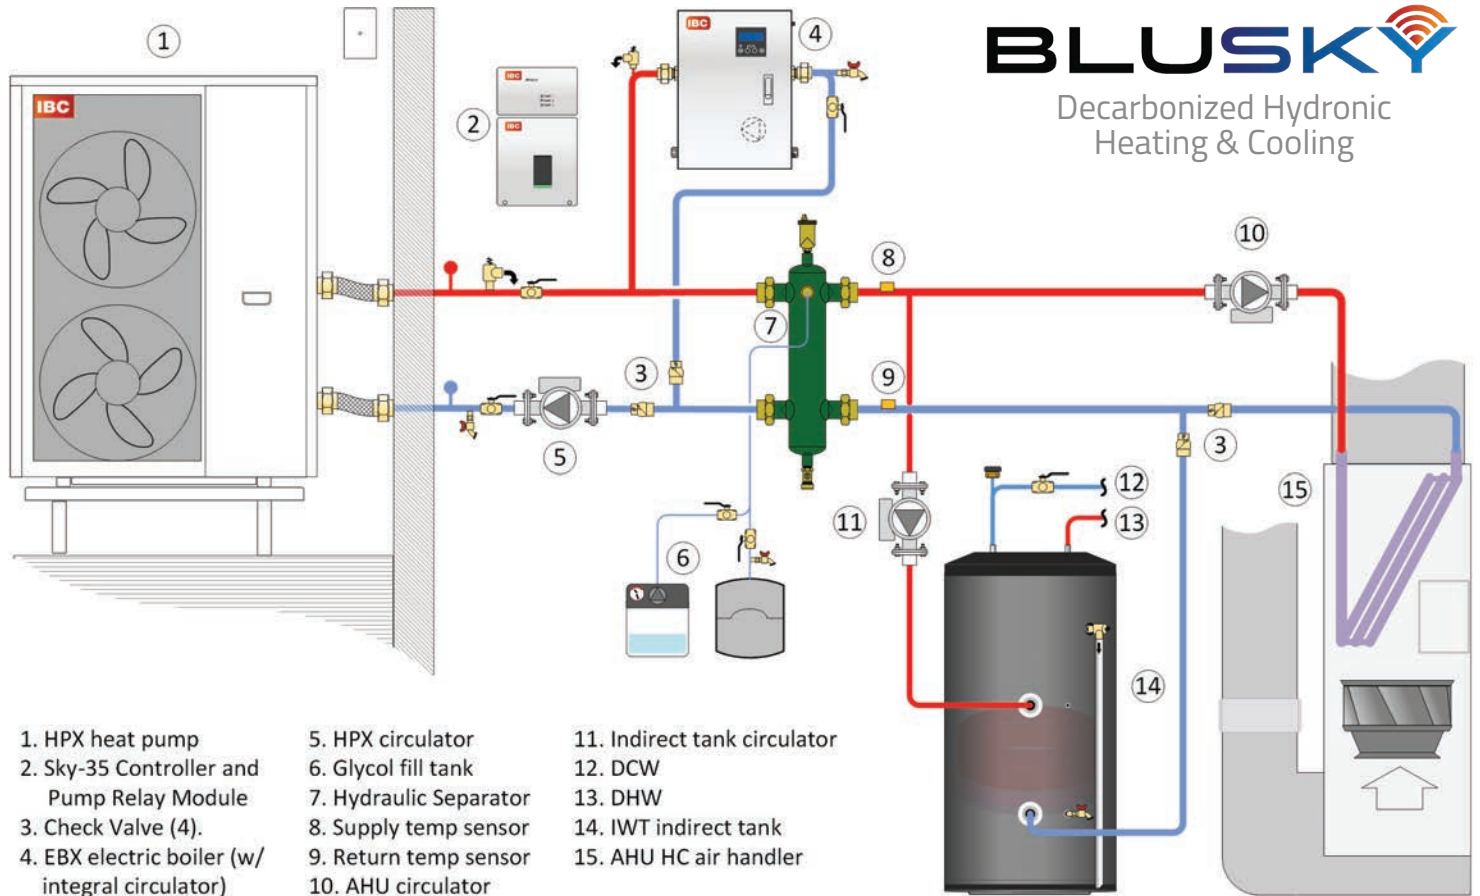 BLUSKY
Decarbonized Hydronic
Heating & Cooling
1
IBC
2
IBC
IBC
IBC
4
10
8
7
3
9
5
3
11
12
13
15
6
14
1. HPX heat pump
2. Sky-35 Controller and
Pump Relay Module
3. Check Valve (4).
4. EBX electric boiler (w/
integral circulator)
5. HPX circulator
6. Glycol fill tank
7. Hydraulic Separator
8. Supply temp sensor
9. Return temp sensor
10. AHU circulator
11. Indirect tank circulator
12. DCW
13. DHW
14. IWT indirect tank
15. AHU HC air handler